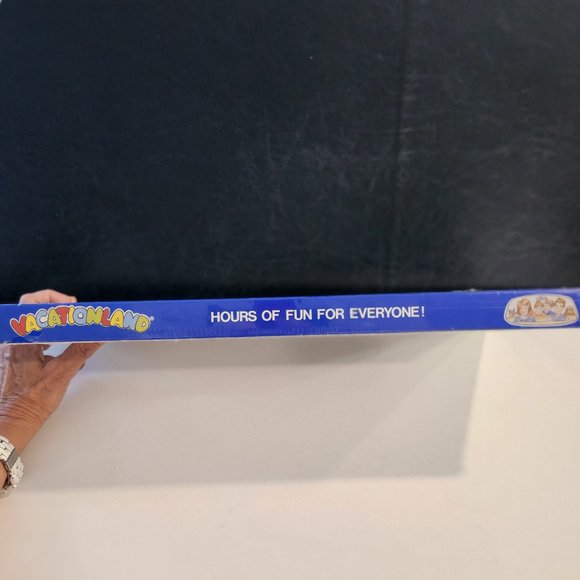 VACATIONLAND®
HOURS OF FUN FOR EVERYONE!